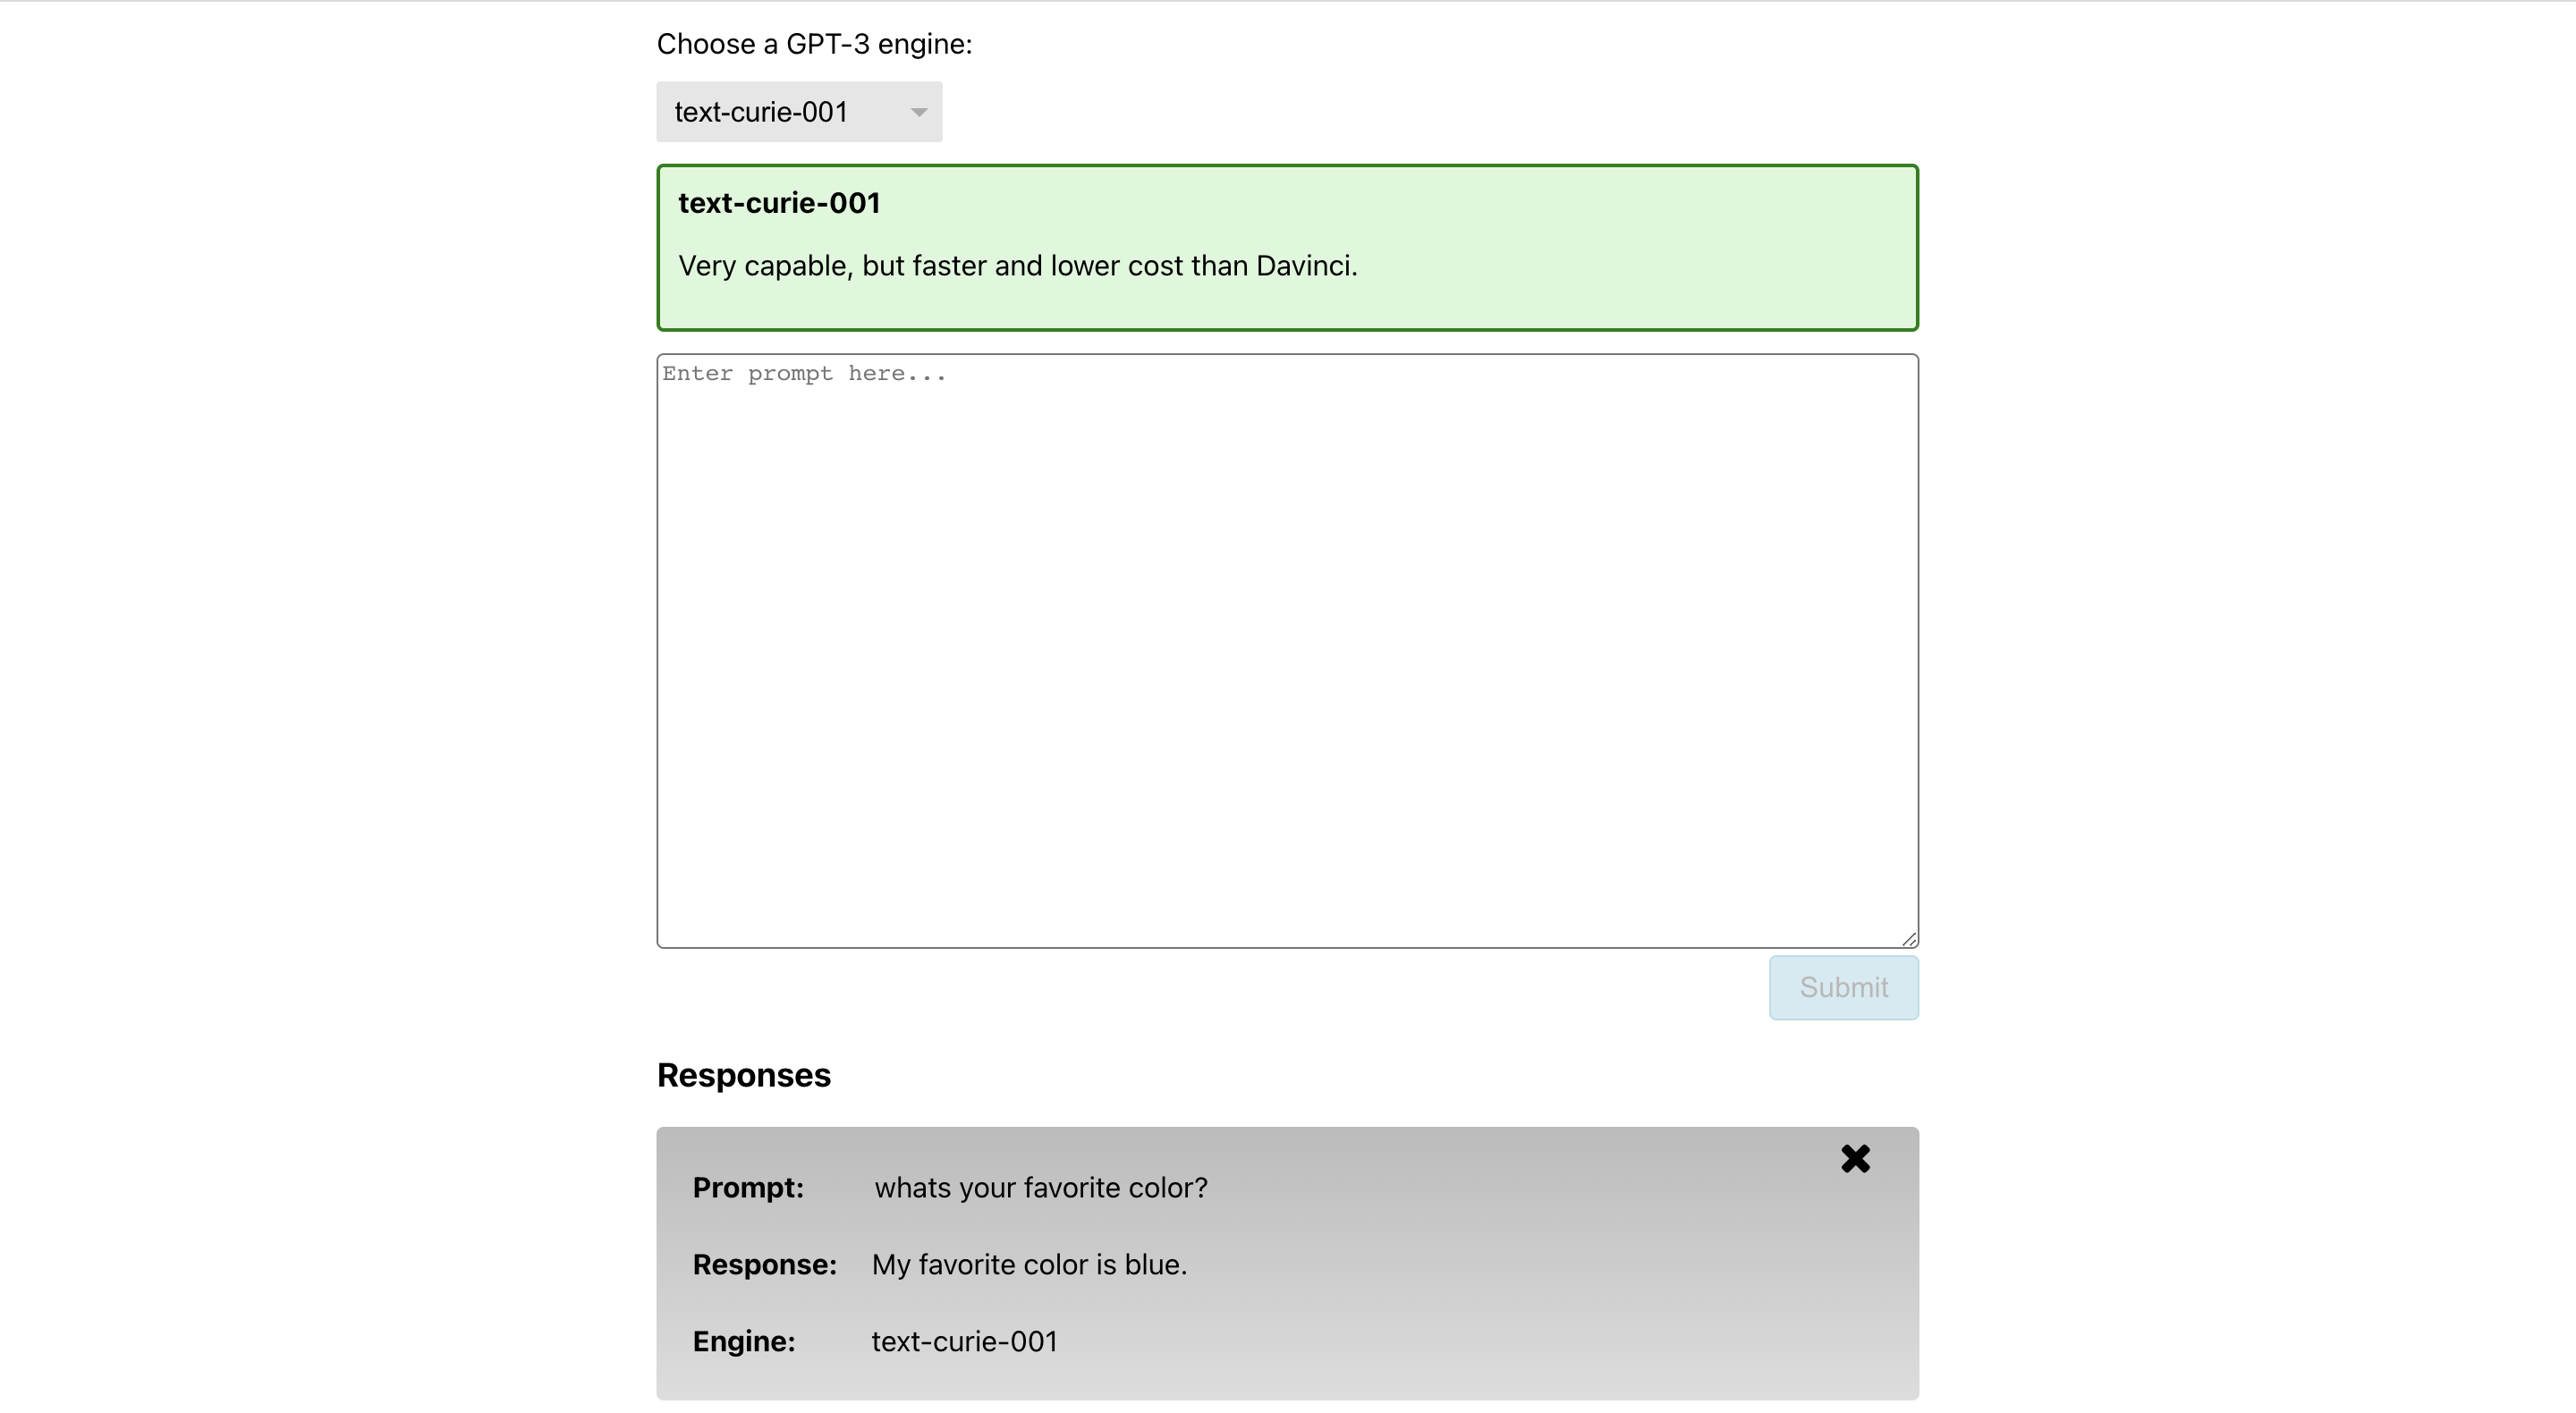 Choose a GPT-3 engine:
text-curie-001
text-curie-001
Very capable, but faster and lower cost than Davinci.
Enter prompt here...
Submit
Responses
Prompt: whats your favorite color?
Response: My favorite color is blue.
Engine: text-curie-001